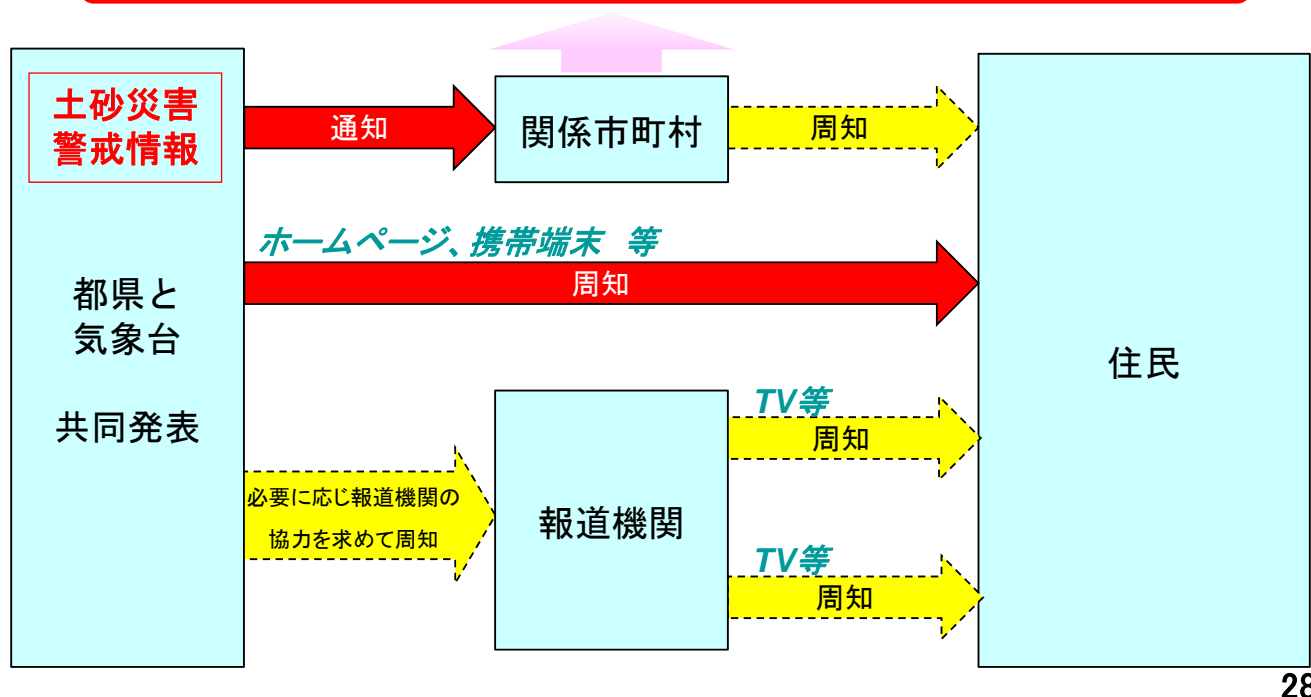 土砂災害
警戒情報
都県と
気象台
共同発表
通知
関係市町村
周知
ホームページ、携帯端末 等
周知
必要に応じ報道機関の
協力を求めて周知
報道機関
TV等
周知
TV等
周知
住民
28